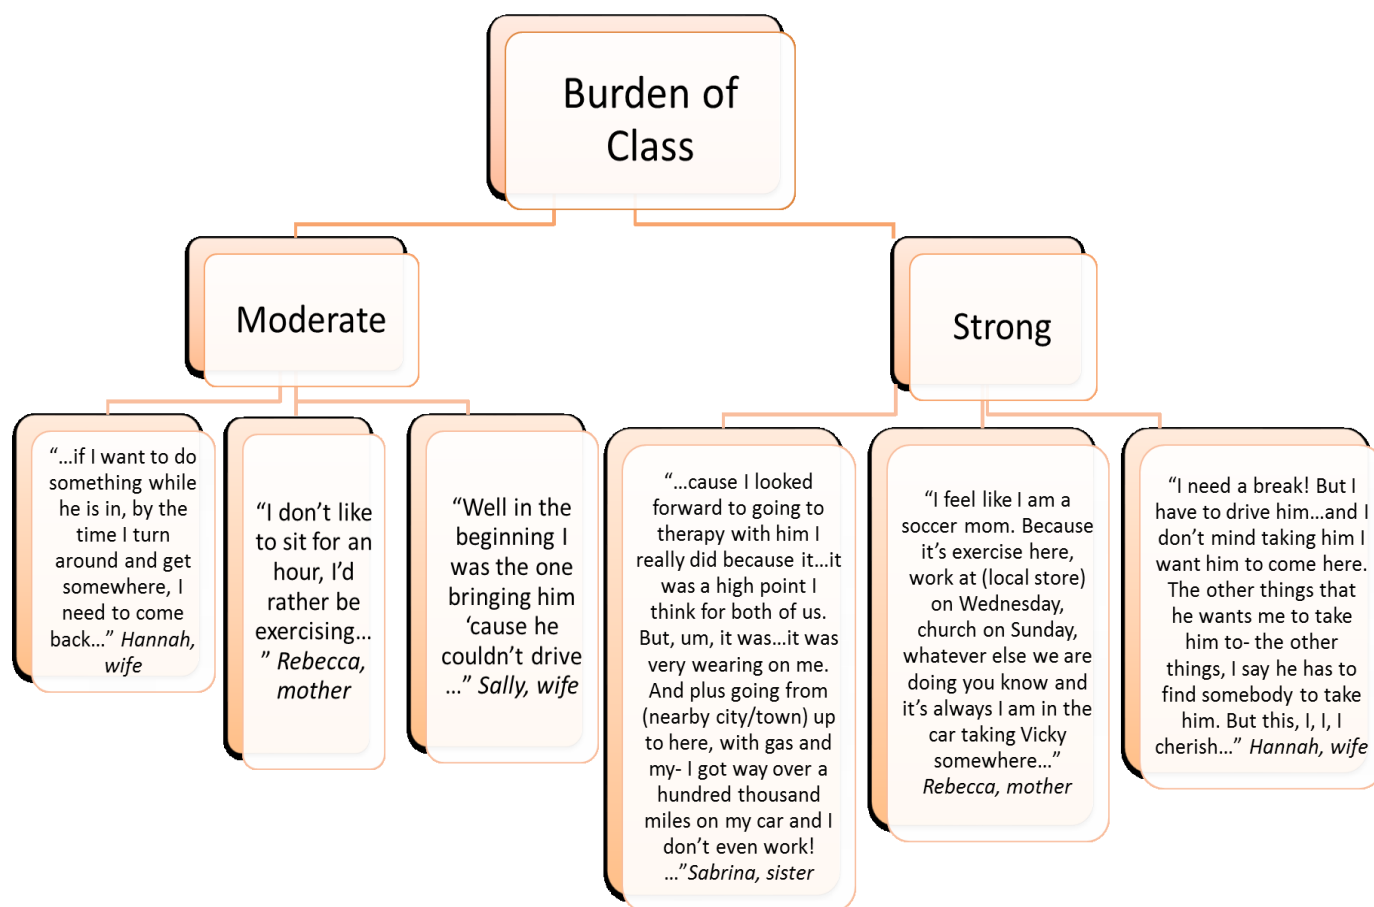 Burden of
Class
Moderate
Strong
“…if I want to do
something while
he is in, by the
time I turn
around and get
somewhere, I
need to come
back…” Hannah,
wife
“I don’t like
to sit for an
hour, I’d
rather be
exercising…
” Rebecca,
mother
“Well in the
beginning I
was the one
bringing him
‘cause he
couldn’t drive
…” Sally, wife
“…cause I looked
forward to going to
therapy with him I
really did because it…it
was a high point I
think for both of us.
But, um, it was…it was
very wearing on me.
And plus going from
(nearby city/town) up
to here, with gas and
my- I got way over a
hundred thousand
miles on my car and I
don’t even work!
…”Sabrina, sister
“I feel like I am a
soccer mom. Because
it’s exercise here,
work at (local store)
on Wednesday,
church on Sunday,
whatever else we are
doing you know and
it’s always I am in the
car taking Vicky
somewhere…”
Rebecca, mother
“I need a break! But I
have to drive him…and I
don’t mind taking him I
want him to come here.
The other things that
he wants me to take
him to- the other
things, I say he has to
find somebody to take
him. But this, I, I, I
cherish…” Hannah, wife